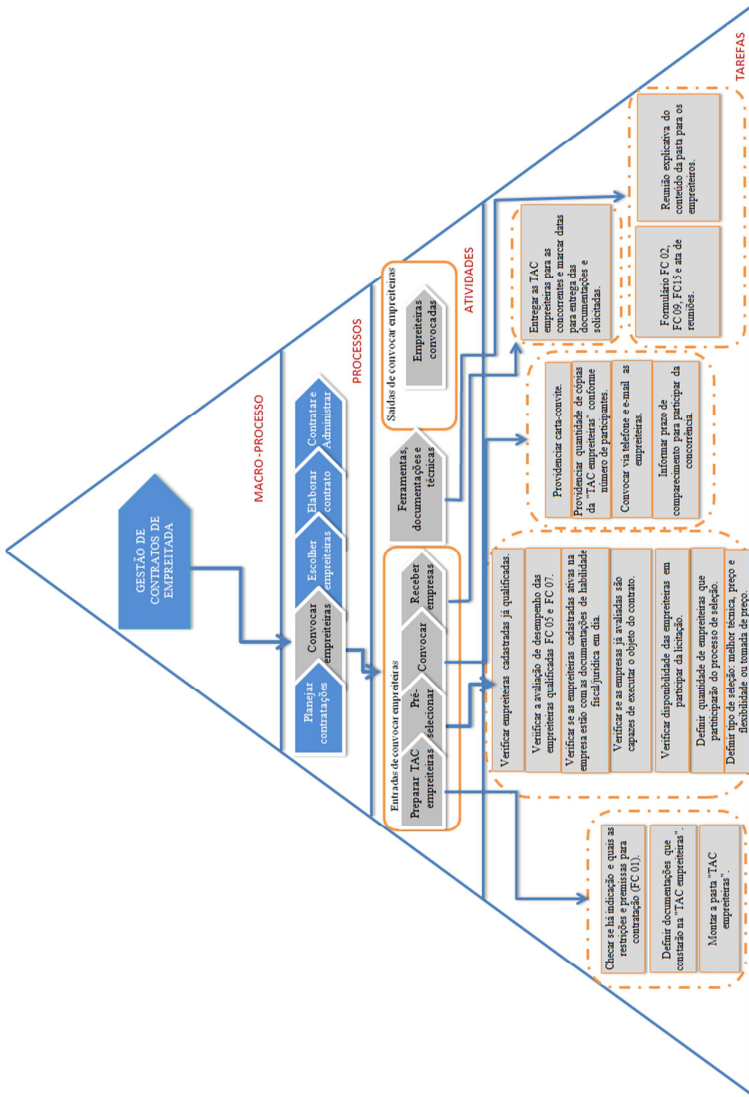 GESTÃO DE
CONTRATOS DE
EMPREITADA
MACRO - PROCESSO
Planejar
contratações
Convocar
empreiteiras
Escolher
empreiteiras
Elaborar
contrato
Contratar e
Administrar
PROCESSOS
Entradas de convocar empreiteiras
Preparar TAC
empreiteiras
Pré-
selecionar
Convocar
Receber
empresas
Ferramentas,
documentações e
técnicas
Saídas de convocar empreiteiras
Empreiteiras
convocadas
ATIVIDADES
Checar se há indicação e quais as
restrições e premissas para
contratação (FC 01).
Definir documentações que
constarão na "TAC empreiteiras".
Montar a pasta "TAC
empreiteiras".
Verificar empreiteras cadastradas já qualificadas.
Verificar a avaliação de desempenho das
empreiteiras qualificadas FC 05 e FC 07.
Verificar se as empreiteiras cadastradas ativas na
empresa estão com as documentações de habilidade
fiscal/jurídica em dia.
Verificar se as empresas já avaliadas são
capazes de executar o objeto do contrato.
Verificar disponibilidade das empreiteiras em
participar da licitação.
Definir quantidade de empreiteiras que
partiticiparão do processo de seleção.
Definir tipo de seleção: melhor técnica, preço e
flexibilidade ou tomada de preço.
Providenciar carta-convite.
Providenciar quantidade de cópias
da "TAC empreiteiras" conforme
número de participantes.
Convocar via telefone e e-mail as
empreiteiras.
Informar prazo de
comparecimento para participar da
concorrência.
Entregar as TAC
empreiteiras para as
concorrentes e marcar datas
para entrega das
documentações e
solicitadas.
Formulário FC 02,
FC 09, FC15 e ata de
reuniões.
Reunião explicativa do
conteúdo da pasta para os
empreiteiros.
TAREFAS